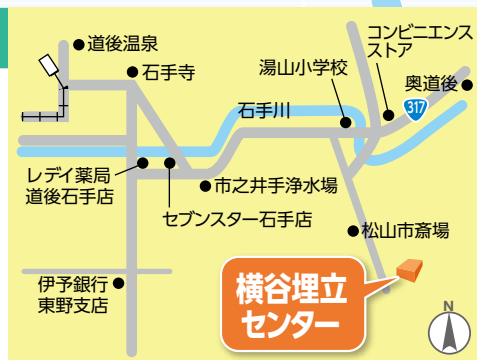 道後温泉
石手寺
コンビニエンス
ストア
湯山小学校
奥道後
317
石手川
レデイ薬局
道後石手店
市之井手浄水場
セブンスター石手店
松山市斎場
伊予銀行
東野支店
横谷埋立
センター
N